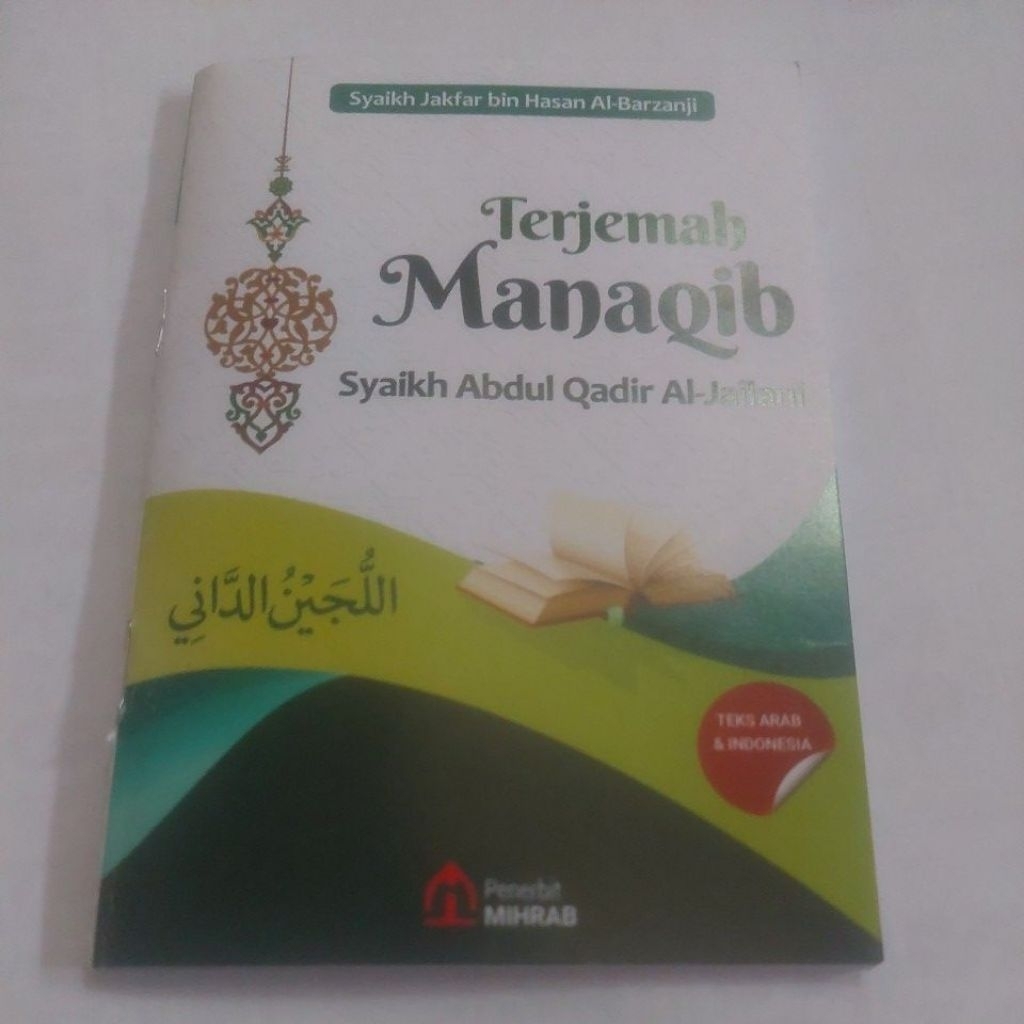 Syaikh Jakfar bin Hasan Al-Barzanji
Terjemah
Manaqib
Syaikh Abdul Qadir Al-Jailani
اللُّجَيْنُ الدَّانِي
TEKS ARAB
& INDONESIA
Penerbit
MIHRAB